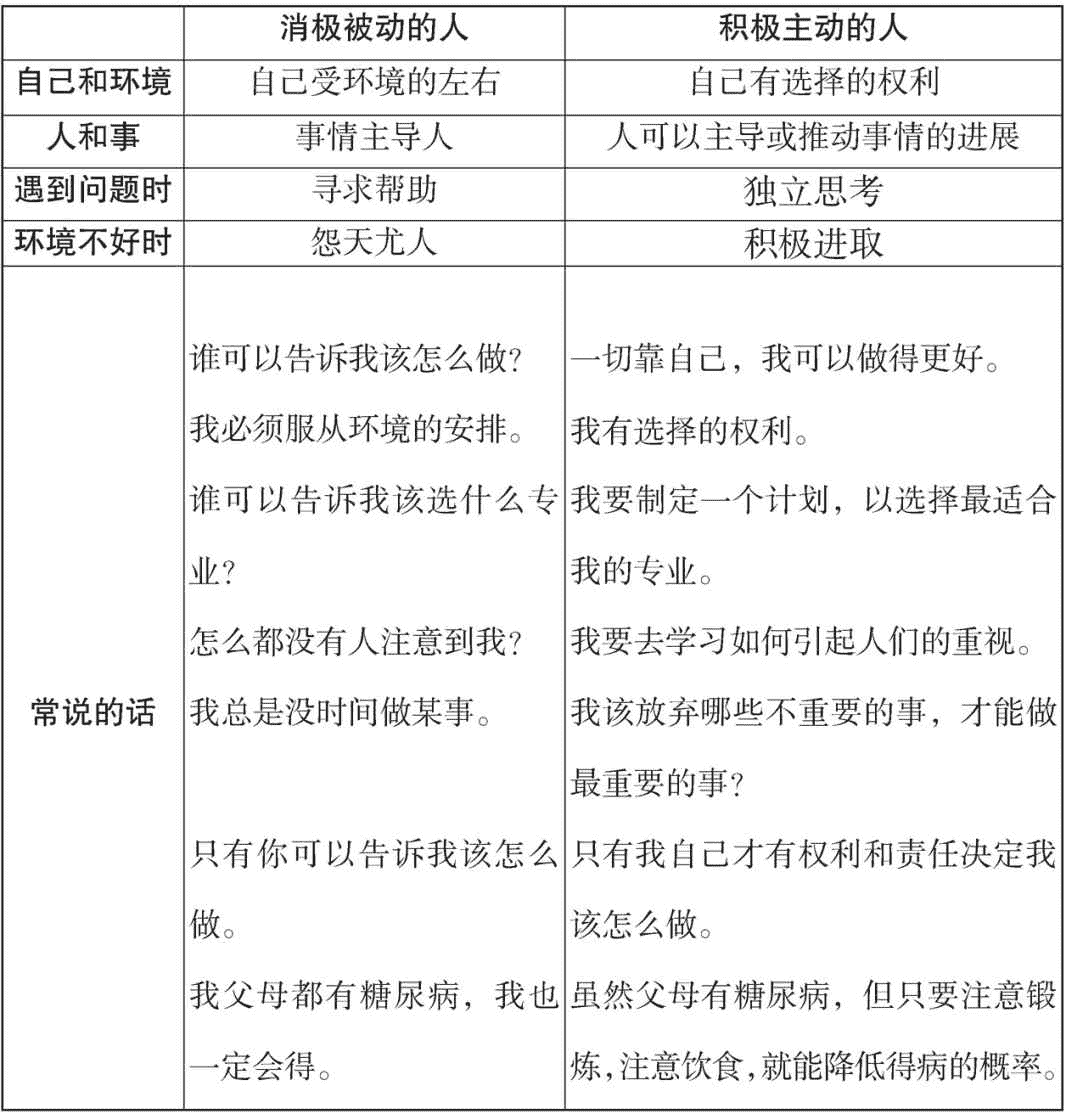 消极被动的人 积极主动的人
自己和环境 自己受环境的左右 自己有选择的权利
人和事 事情主导人 人可以主导或推动事情的进展
遇到问题时 寻求帮助 独立思考
环境不好时 怨天尤人 积极进取
常说的话
谁可以告诉我该怎么做?
我必须服从环境的安排。
谁可以告诉我该选什么专
业?
怎么都没有人注意到我?
我总是没时间做某事。
只有你可以告诉我该怎么
做。
我父母都有糖尿病，我也
一定会得。
一切靠自己，我可以做得更好。
我有选择的权利。
我要制定一个计划，以选择最适合
我的专业。
我要去学习如何引起人们的重视。
我该放弃哪些不重要的事，才能做
最重要的事?
只有我自己才有权利和责任决定我
该怎么做。
虽然父母有糖尿病，但只要注意锻
炼，注意饮食，就能降低得病的概率。